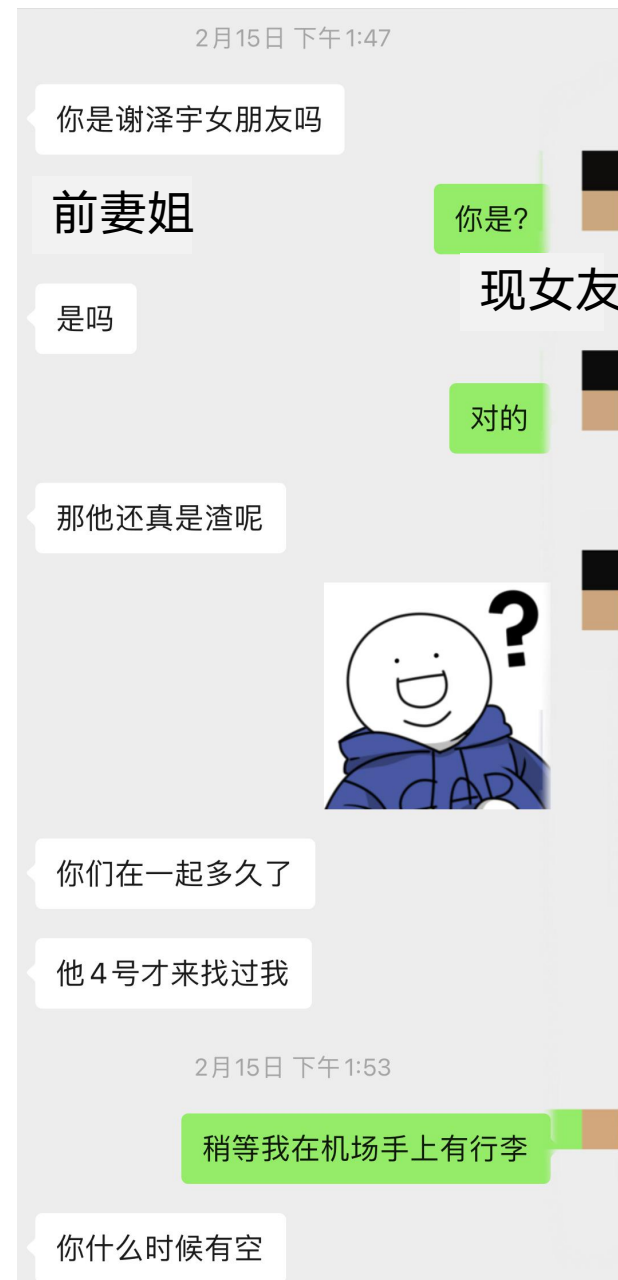 2月15日 下午1:47
你是谢泽宇女朋友吗
前妻姐
你是?
现女友
是吗
对的
那他还真是渣呢
?
CAP
你们在一起多久了
他4号才来找过我
2月15日 下午1:53
稍等我在机场手上有行李
你什么时候有空